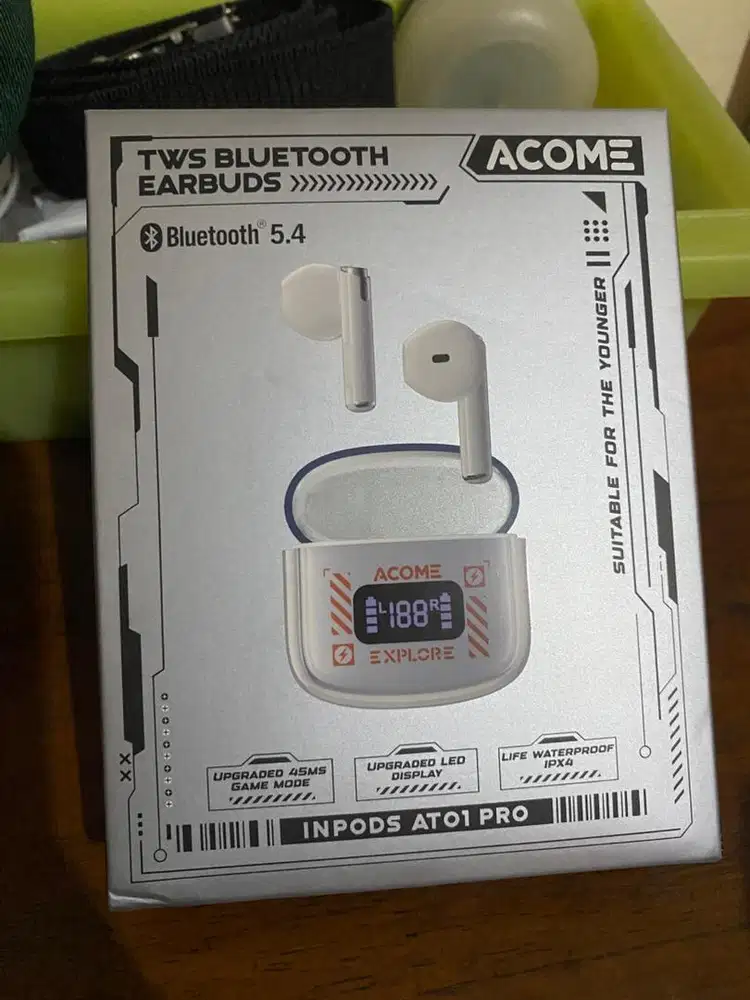 TWS BLUETOOTH
EARBUDS
ACOME
Bluetooth® 5.4
SUITABLE FOR THE YOUNGER
ACOME
L 188 R
EXPLORE
UPGRADED 45MS
GAME MODE
UPGRADED LED
DISPLAY
LIFE WATERPROOF
IPX4
XX
INPODS AT01 PRO